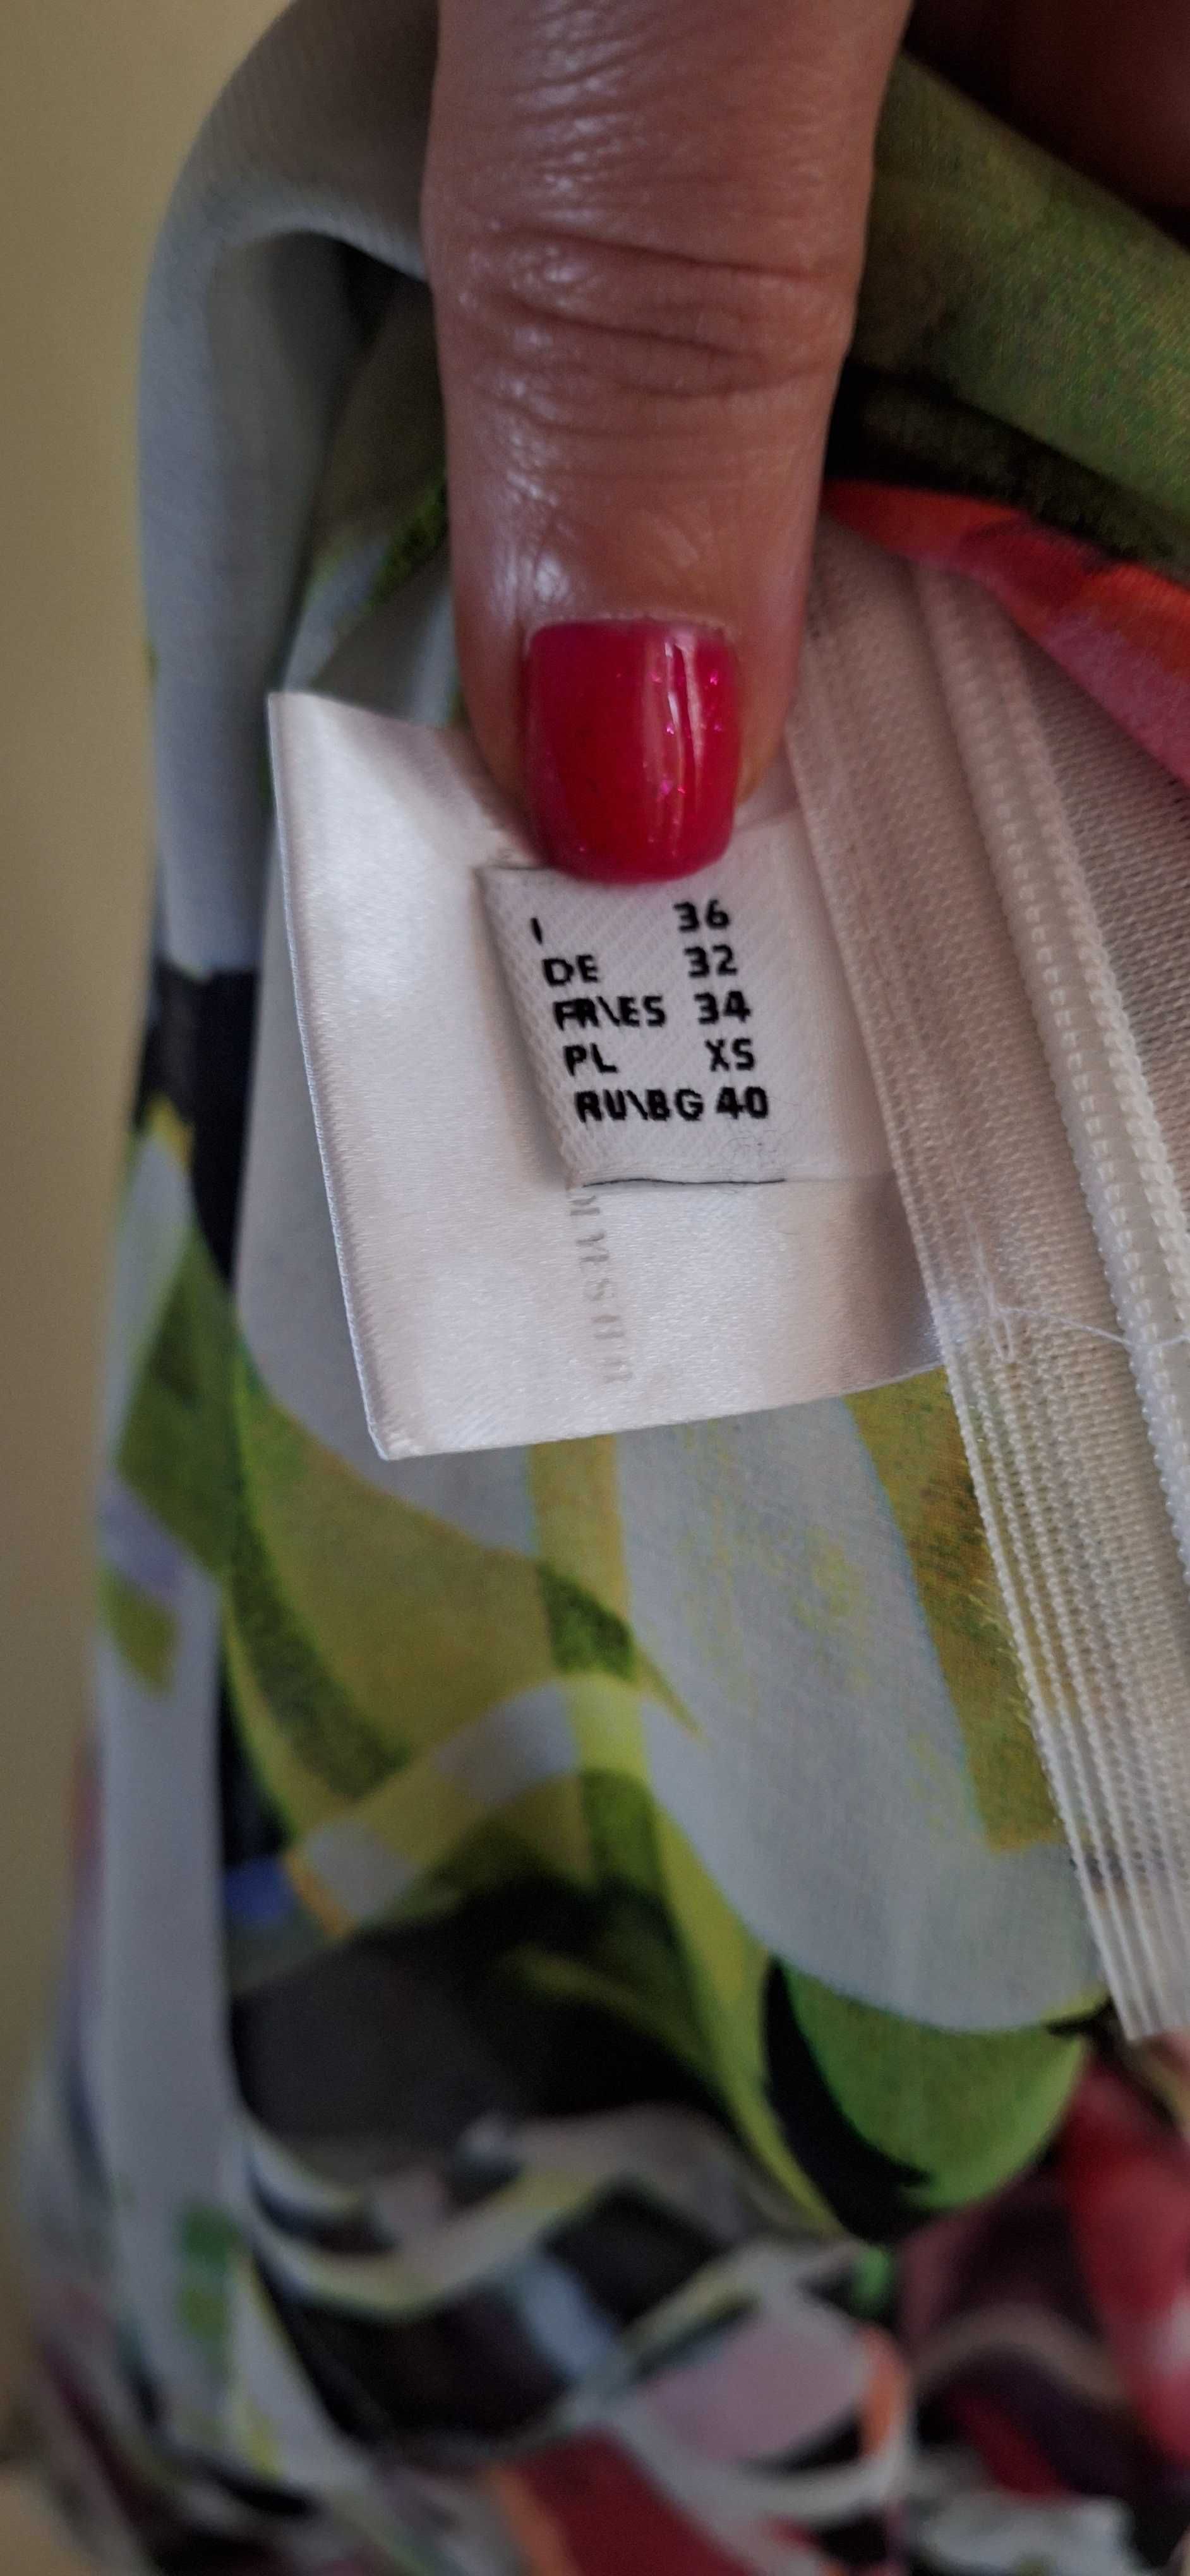 I 36
DE 32
FR\ES 34
PL XS
RU\BG 40